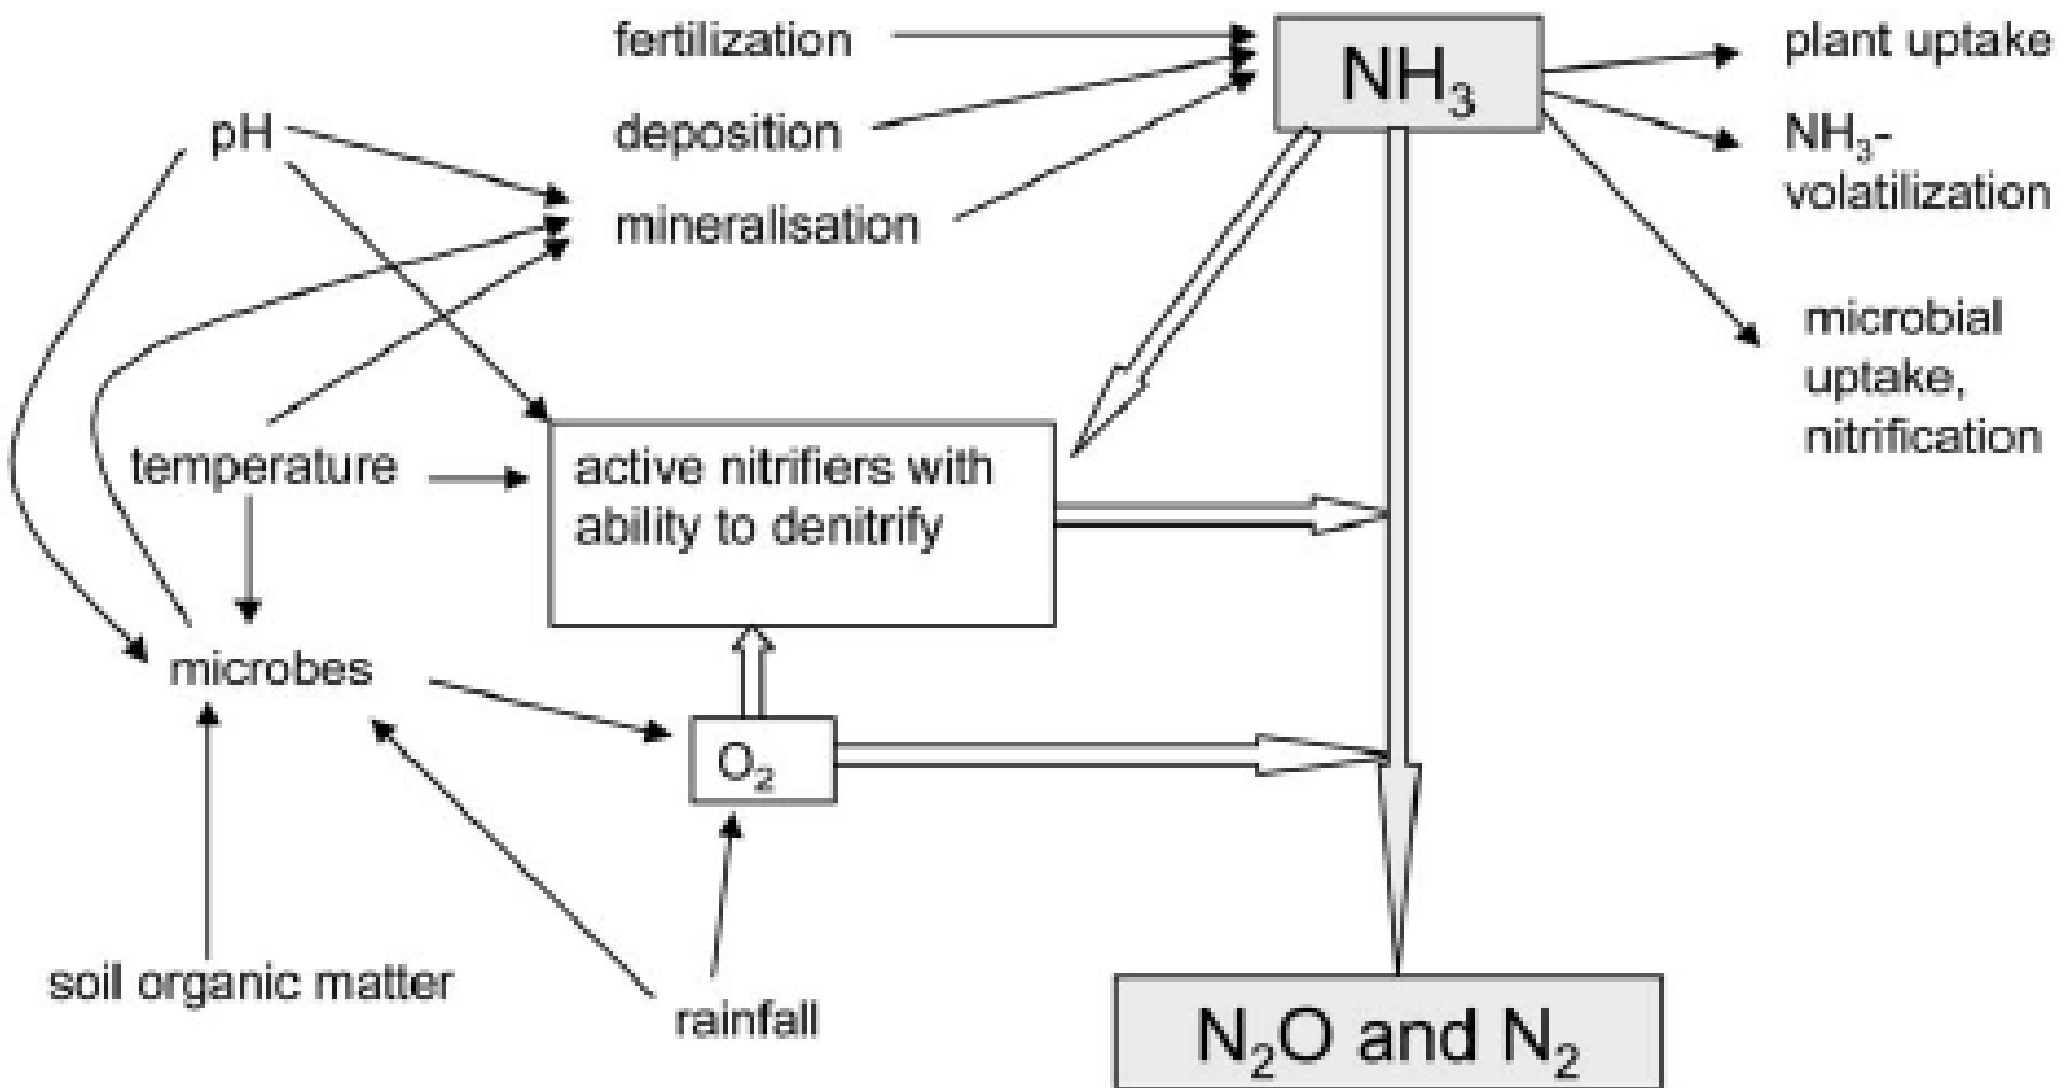 fertilization
NH₃
plant uptake
pH
deposition
NH₃-
volatilization
mineralisation
microbial
uptake,
nitrification
temperature
active nitrifiers with
ability to denitrify
microbes
O₂
soil organic matter
rainfall
N₂O and N₂